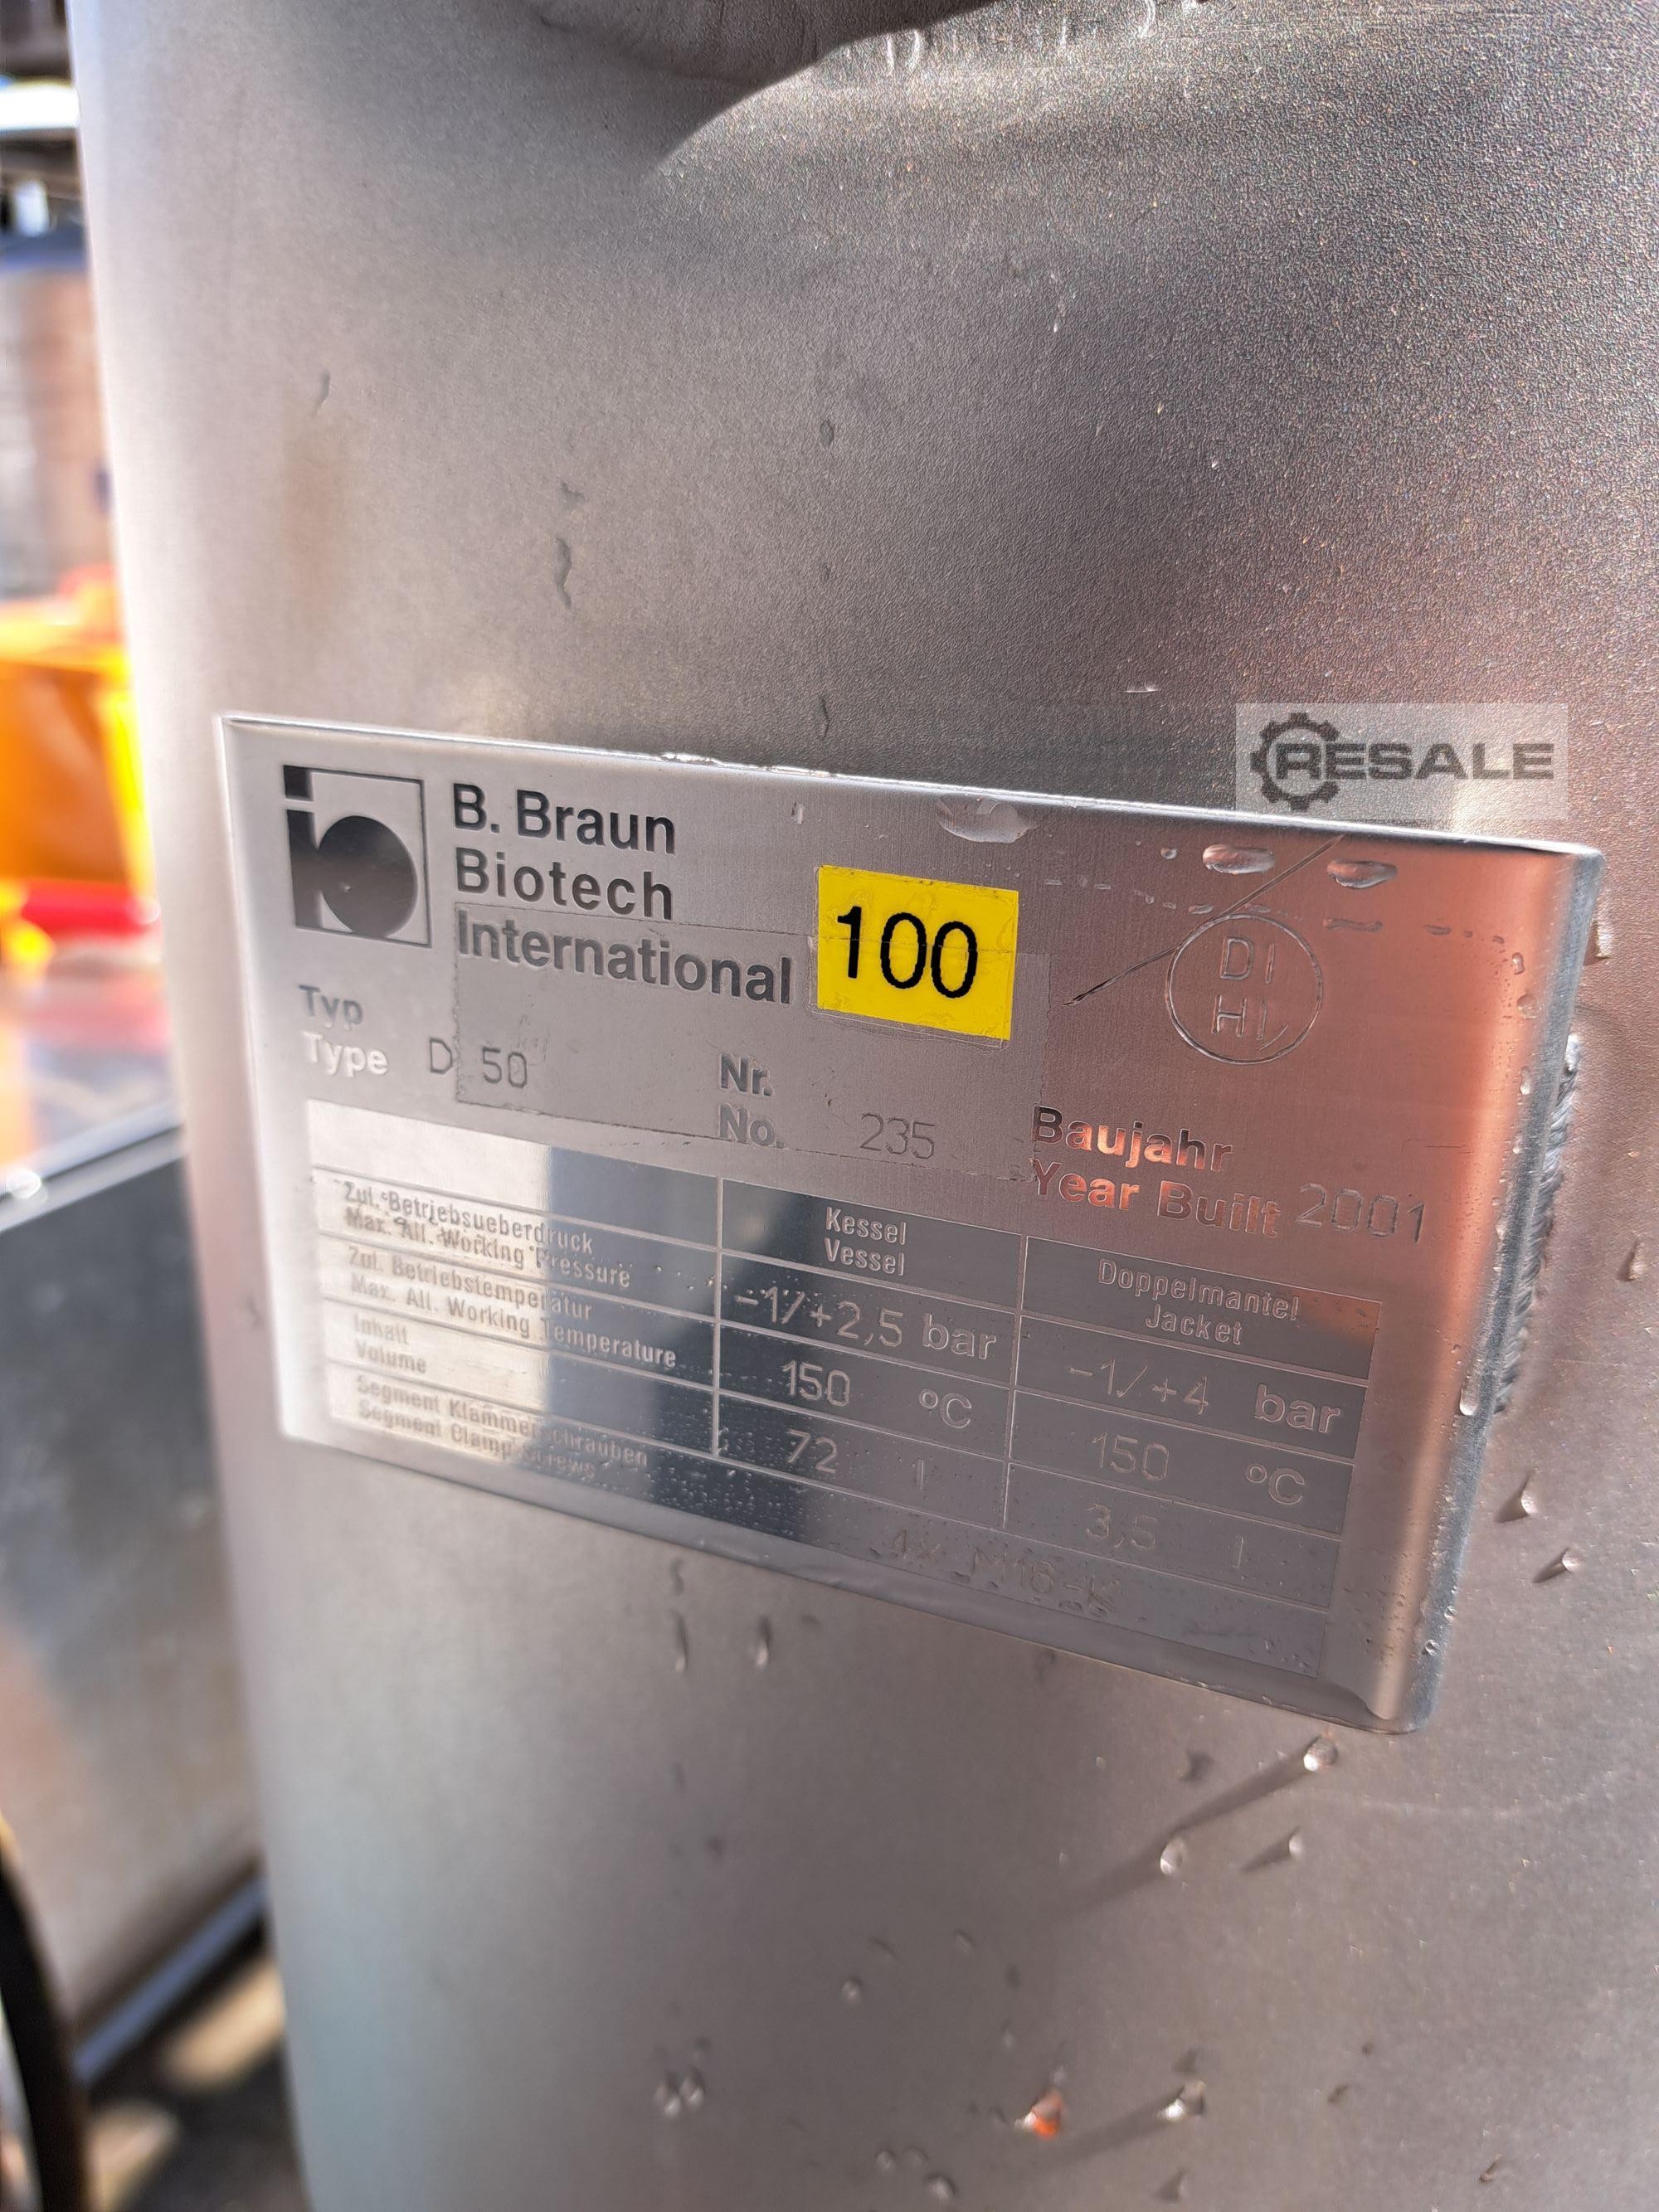 RESALE
B. Braun
Biotech
International
100
DI
HL
Typ
Type D 50
Nr.
No. 235
Baujahr
Year Built 2001
Kessel
Vessel
Doppelmantel
Jacket
Zul. Betriebsueberdruck
Max. All. Working Pressure
-1/+2,5 bar
-1/+4 bar
Zul. Betriebstemperatur
Max. All. Working Temperature
150 °C
150 °C
Inhalt
Volume
72 l
3,5 l
Segment Klammerschrauben
Segment Clamp Screws
4x M16-K